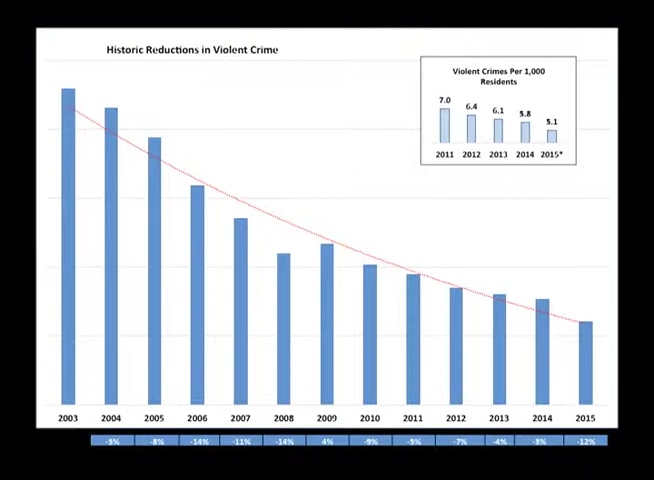 Historic Reductions in Violent Crime
Violent Crimes Per 1,000
Residents
7.0 6.4 6.1 5.8 5.1
2011 2012 2013 2014 2015*
2003 2004 2005 2006 2007 2008 2009 2010 2011 2012 2013 2014 2015
-5% -8% -14% -11% -14% 4% -9% -5% -7% -4% -3% -12%